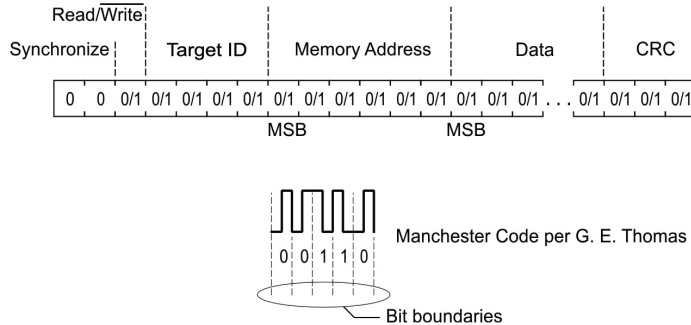 Read/Write
Synchronize Target ID Memory Address Data CRC
0 0 0/1 0/1 0/1 0/1 0/1 0/1 0/1 0/1 0/1 0/1 0/1 0/1 0/1 0/1 ... 0/1 0/1 0/1 0/1
MSB MSB
Manchester Code per G. E. Thomas
0 0 1 1 0
Bit boundaries